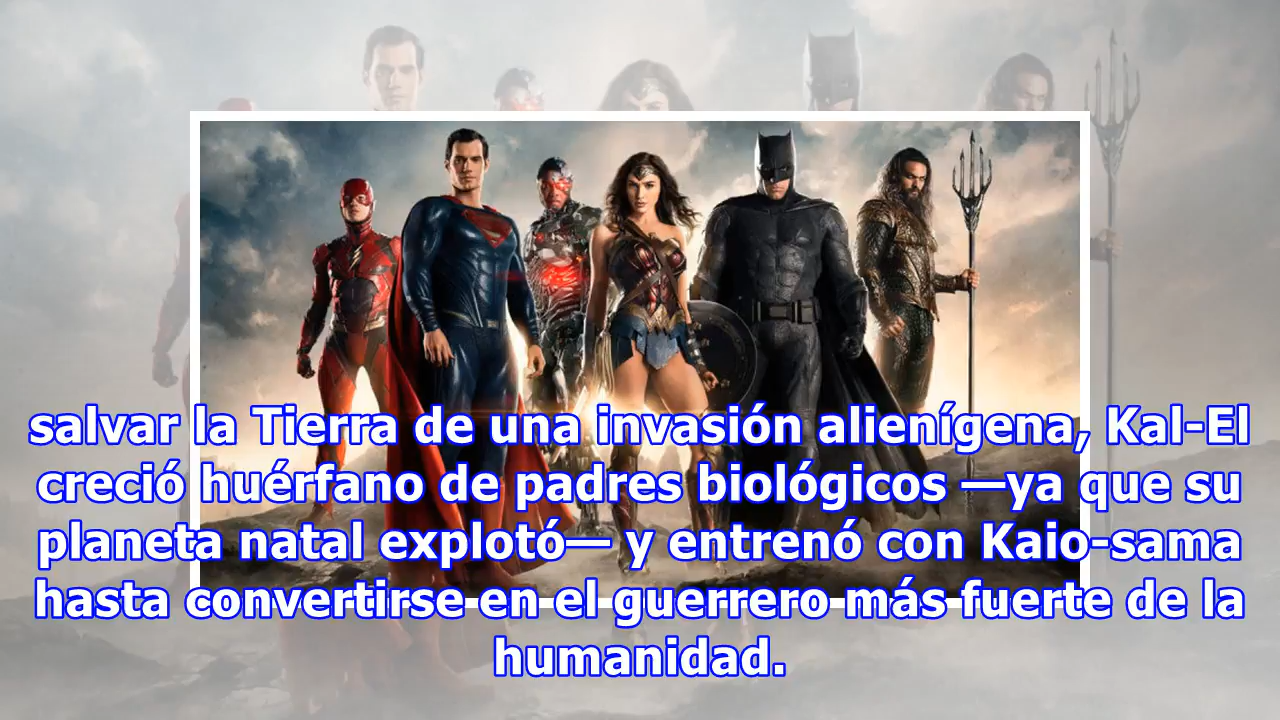 salvar la Tierra de una invasión alienígena, Kal-El
creció huérfano de padres biológicos —ya que su
planeta natal explotó— y entrenó con Kaio-sama
hasta convertirse en el guerrero más fuerte de la
humanidad.